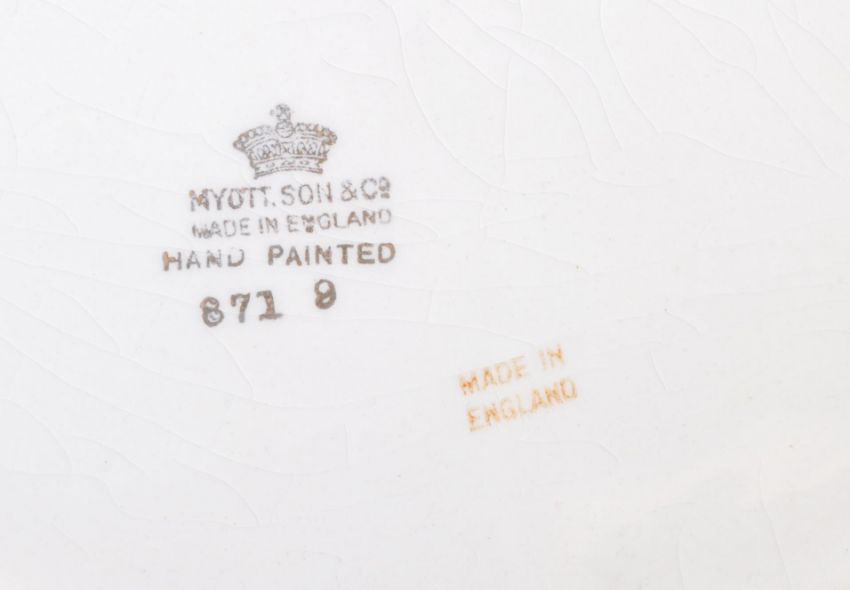 MYOTT, SON & Cº
MADE IN ENGLAND
HAND PAINTED
871 9
MADE IN
ENGLAND